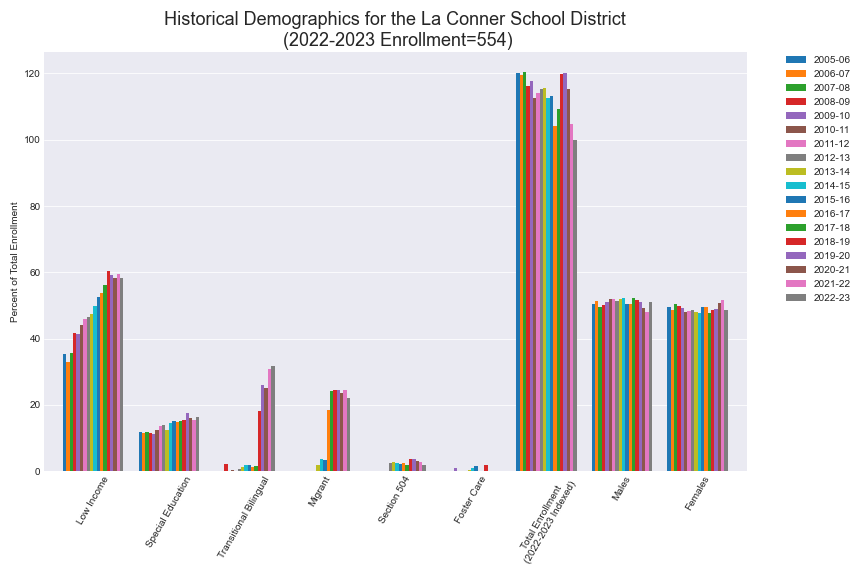 Historical Demographics for the La Conner School District
(2022-2023 Enrollment=554)
Percent of Total Enrollment
120
100
80
60
40
20
0
Low Income
Special Education
Transitional Bilingual
Migrant
Section 504
Foster Care
Total Enrollment
(2022-2023 Indexed)
Males
Females
2005-06
2006-07
2007-08
2008-09
2009-10
2010-11
2011-12
2012-13
2013-14
2014-15
2015-16
2016-17
2017-18
2018-19
2019-20
2020-21
2021-22
2022-23